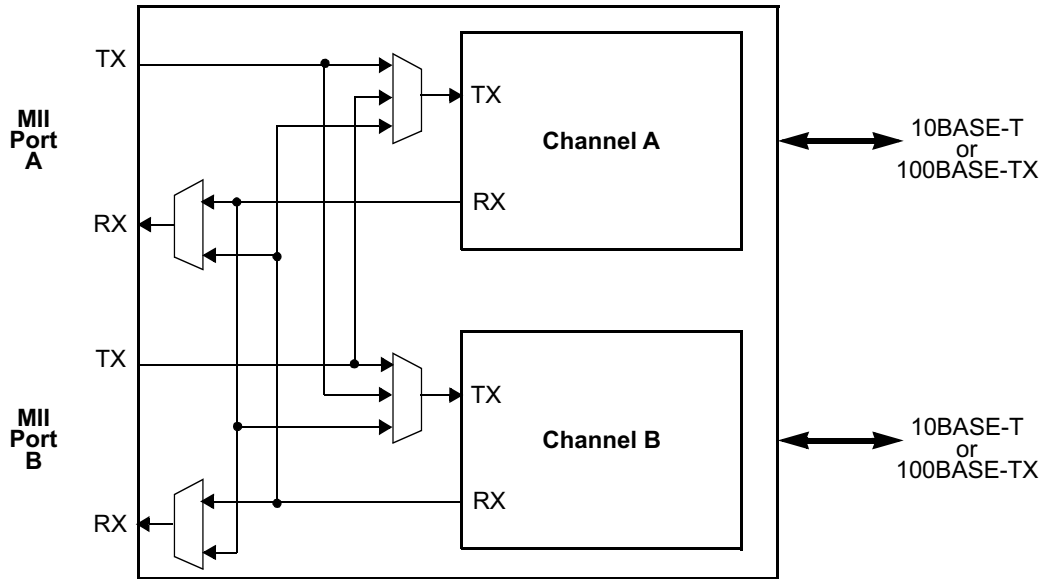 TX
MII
Port
A
RX
TX
Channel A
RX
10BASE-T
or
100BASE-TX
TX
MII
Port
B
RX
TX
Channel B
RX
10BASE-T
or
100BASE-TX